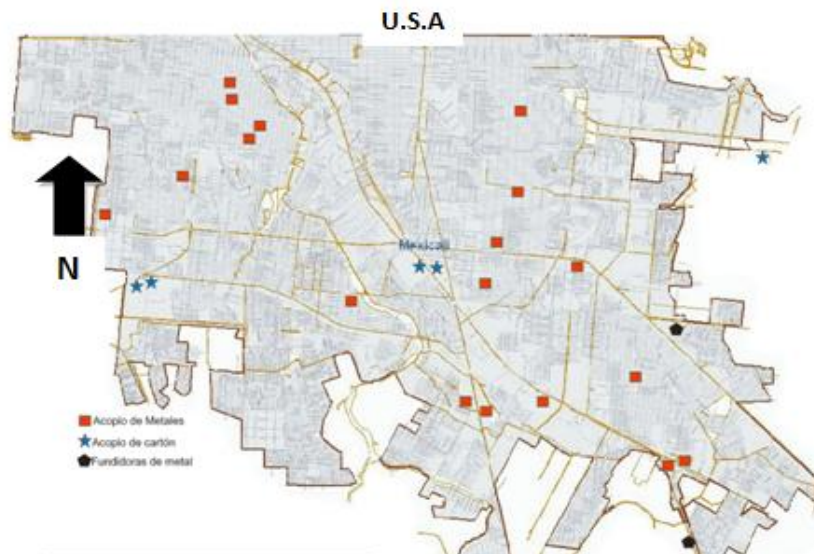 U.S.A
N
Mexicali
Acopio de Metales
Acopio de cartón
Fundidoras de metal